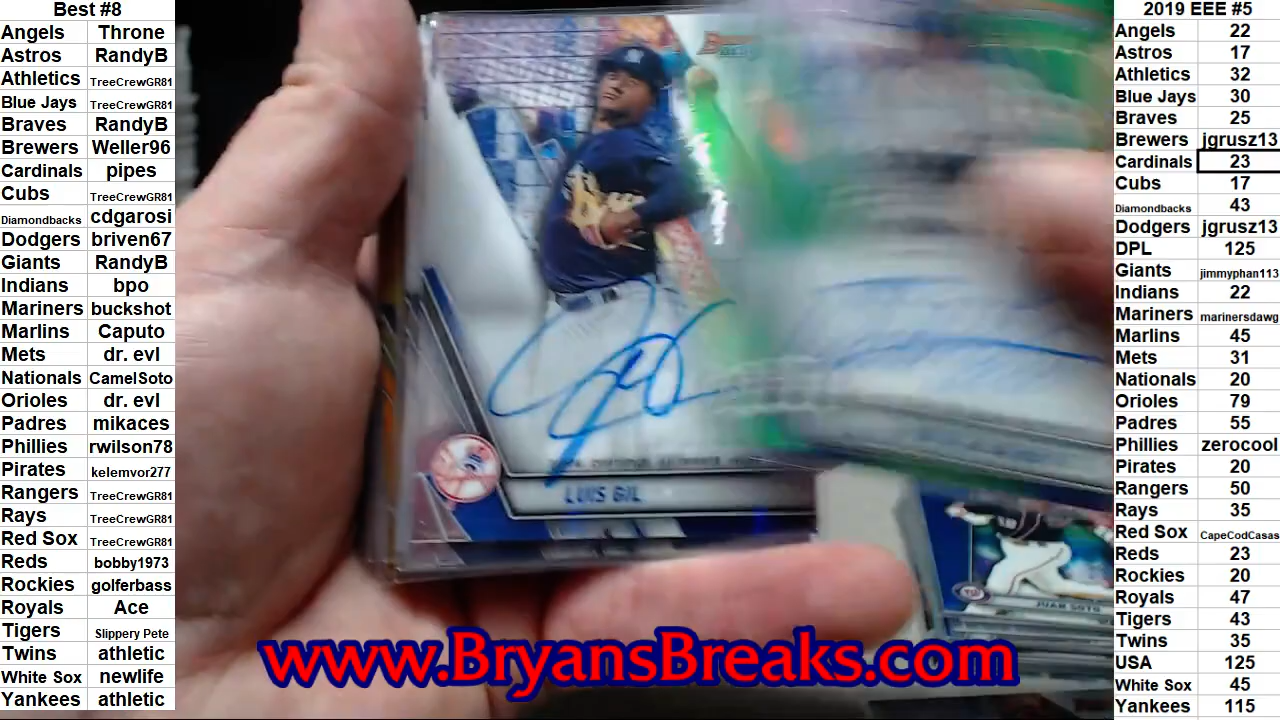 Best #8
Angels Throne
Astros RandyB
Athletics TreeCrewGR81
Blue Jays TreeCrewGR81
Braves RandyB
Brewers Weller96
Cardinals pipes
Cubs TreeCrewGR81
Diamondbacks cdgarosi
Dodgers briven67
Giants RandyB
Indians bpo
Mariners buckshot
Marlins Caputo
Mets dr. evl
Nationals CamelSoto
Orioles dr. evl
Padres mikaces
Phillies rwilson78
Pirates kelemvor277
Rangers TreeCrewGR81
Rays TreeCrewGR81
Red Sox TreeCrewGR81
Reds bobby1973
Rockies golferbass
Royals Ace
Tigers Slippery Pete
Twins athletic
White Sox newlife
Yankees athletic
LUIS GIL
JUAN SOTO
www.BryansBreaks.com
2019 EEE #5
Angels 22
Astros 17
Athletics 32
Blue Jays 30
Braves 25
Brewers jgrusz13
Cardinals 23
Cubs 17
Diamondbacks 43
Dodgers jgrusz13
DPL 125
Giants jimmyphan113
Indians 22
Mariners marinersdawg
Marlins 45
Mets 31
Nationals 20
Orioles 79
Padres 55
Phillies zerocool
Pirates 20
Rangers 50
Rays 35
Red Sox CapeCodCasas
Reds 23
Rockies 20
Royals 47
Tigers 43
Twins 35
USA 125
White Sox 45
Yankees 115